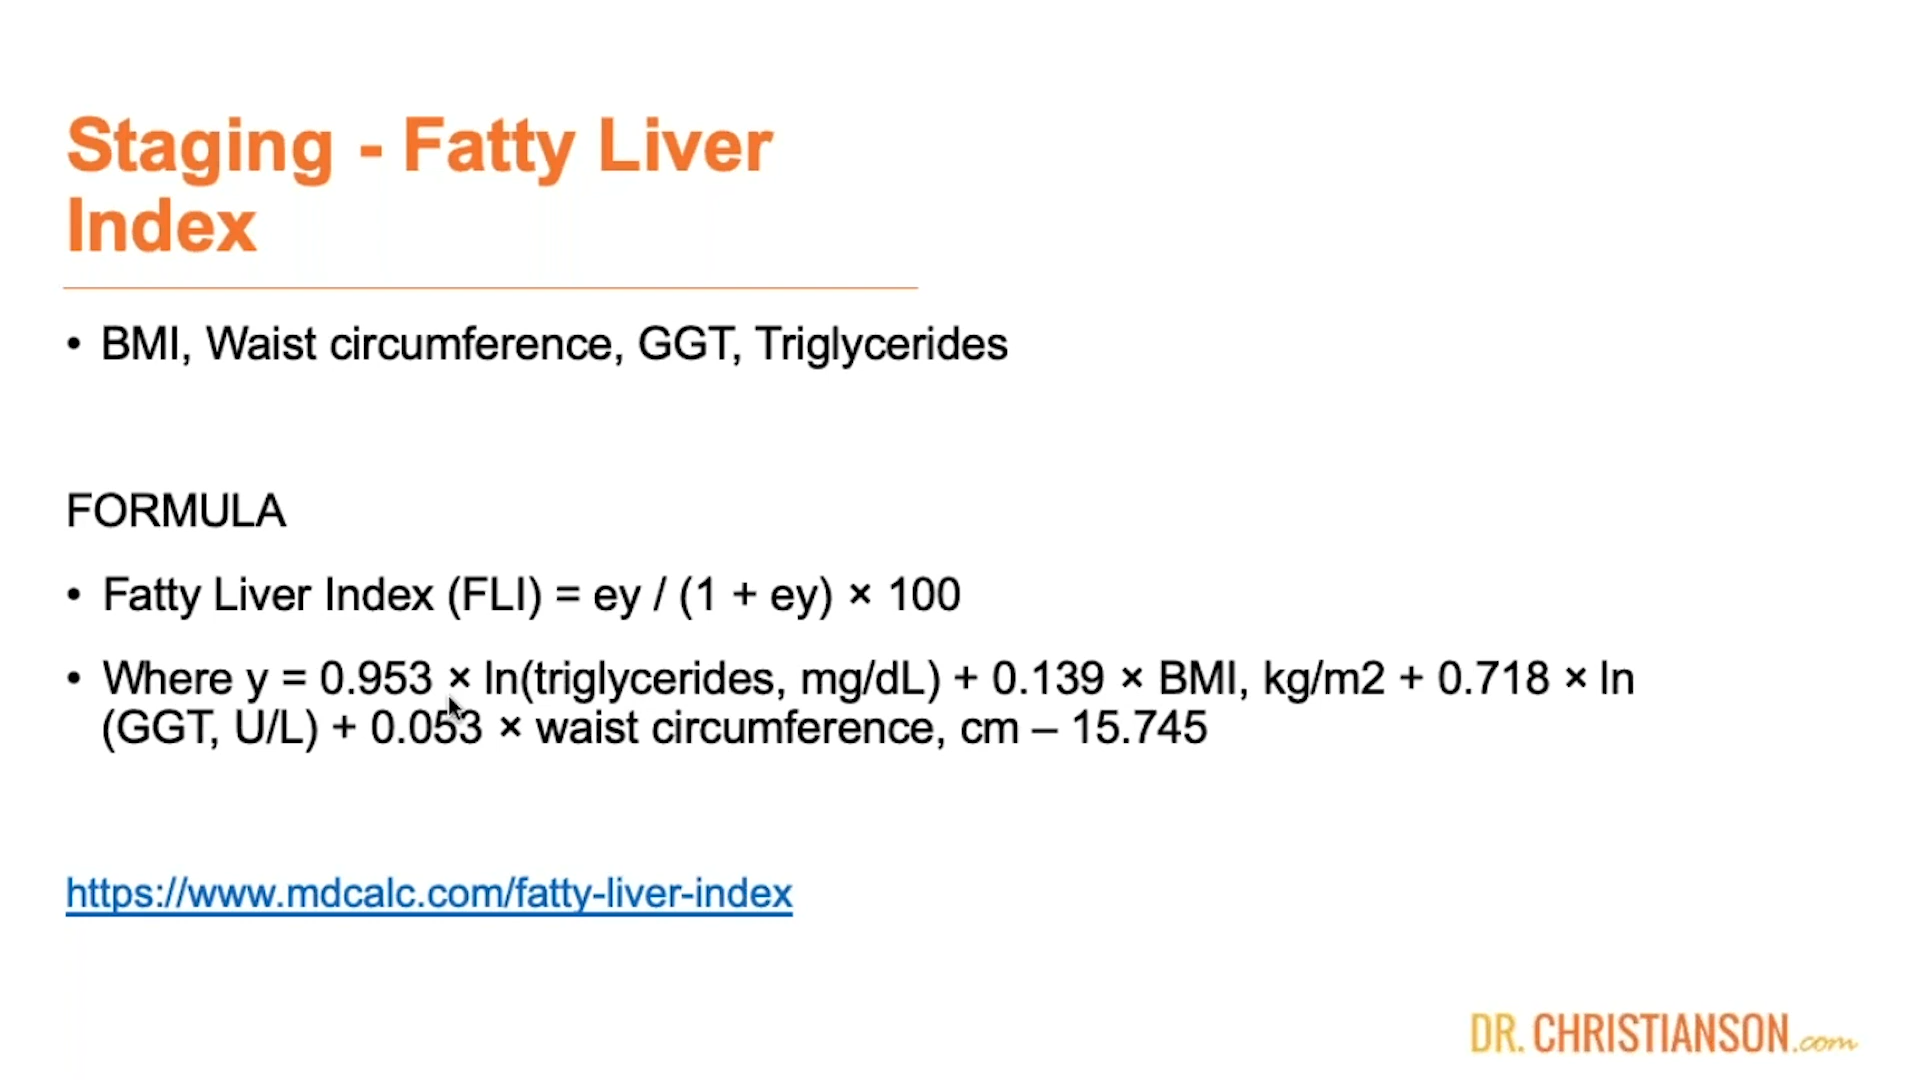 Staging - Fatty Liver
Index
• BMI, Waist circumference, GGT, Triglycerides
FORMULA
• Fatty Liver Index (FLI) = ey / (1 + ey) × 100
• Where y = 0.953 × ln(triglycerides, mg/dL) + 0.139 × BMI, kg/m2 + 0.718 × ln
(GGT, U/L) + 0.053 × waist circumference, cm – 15.745
https://www.mdcalc.com/fatty-liver-index
DR. CHRISTIANSON.com